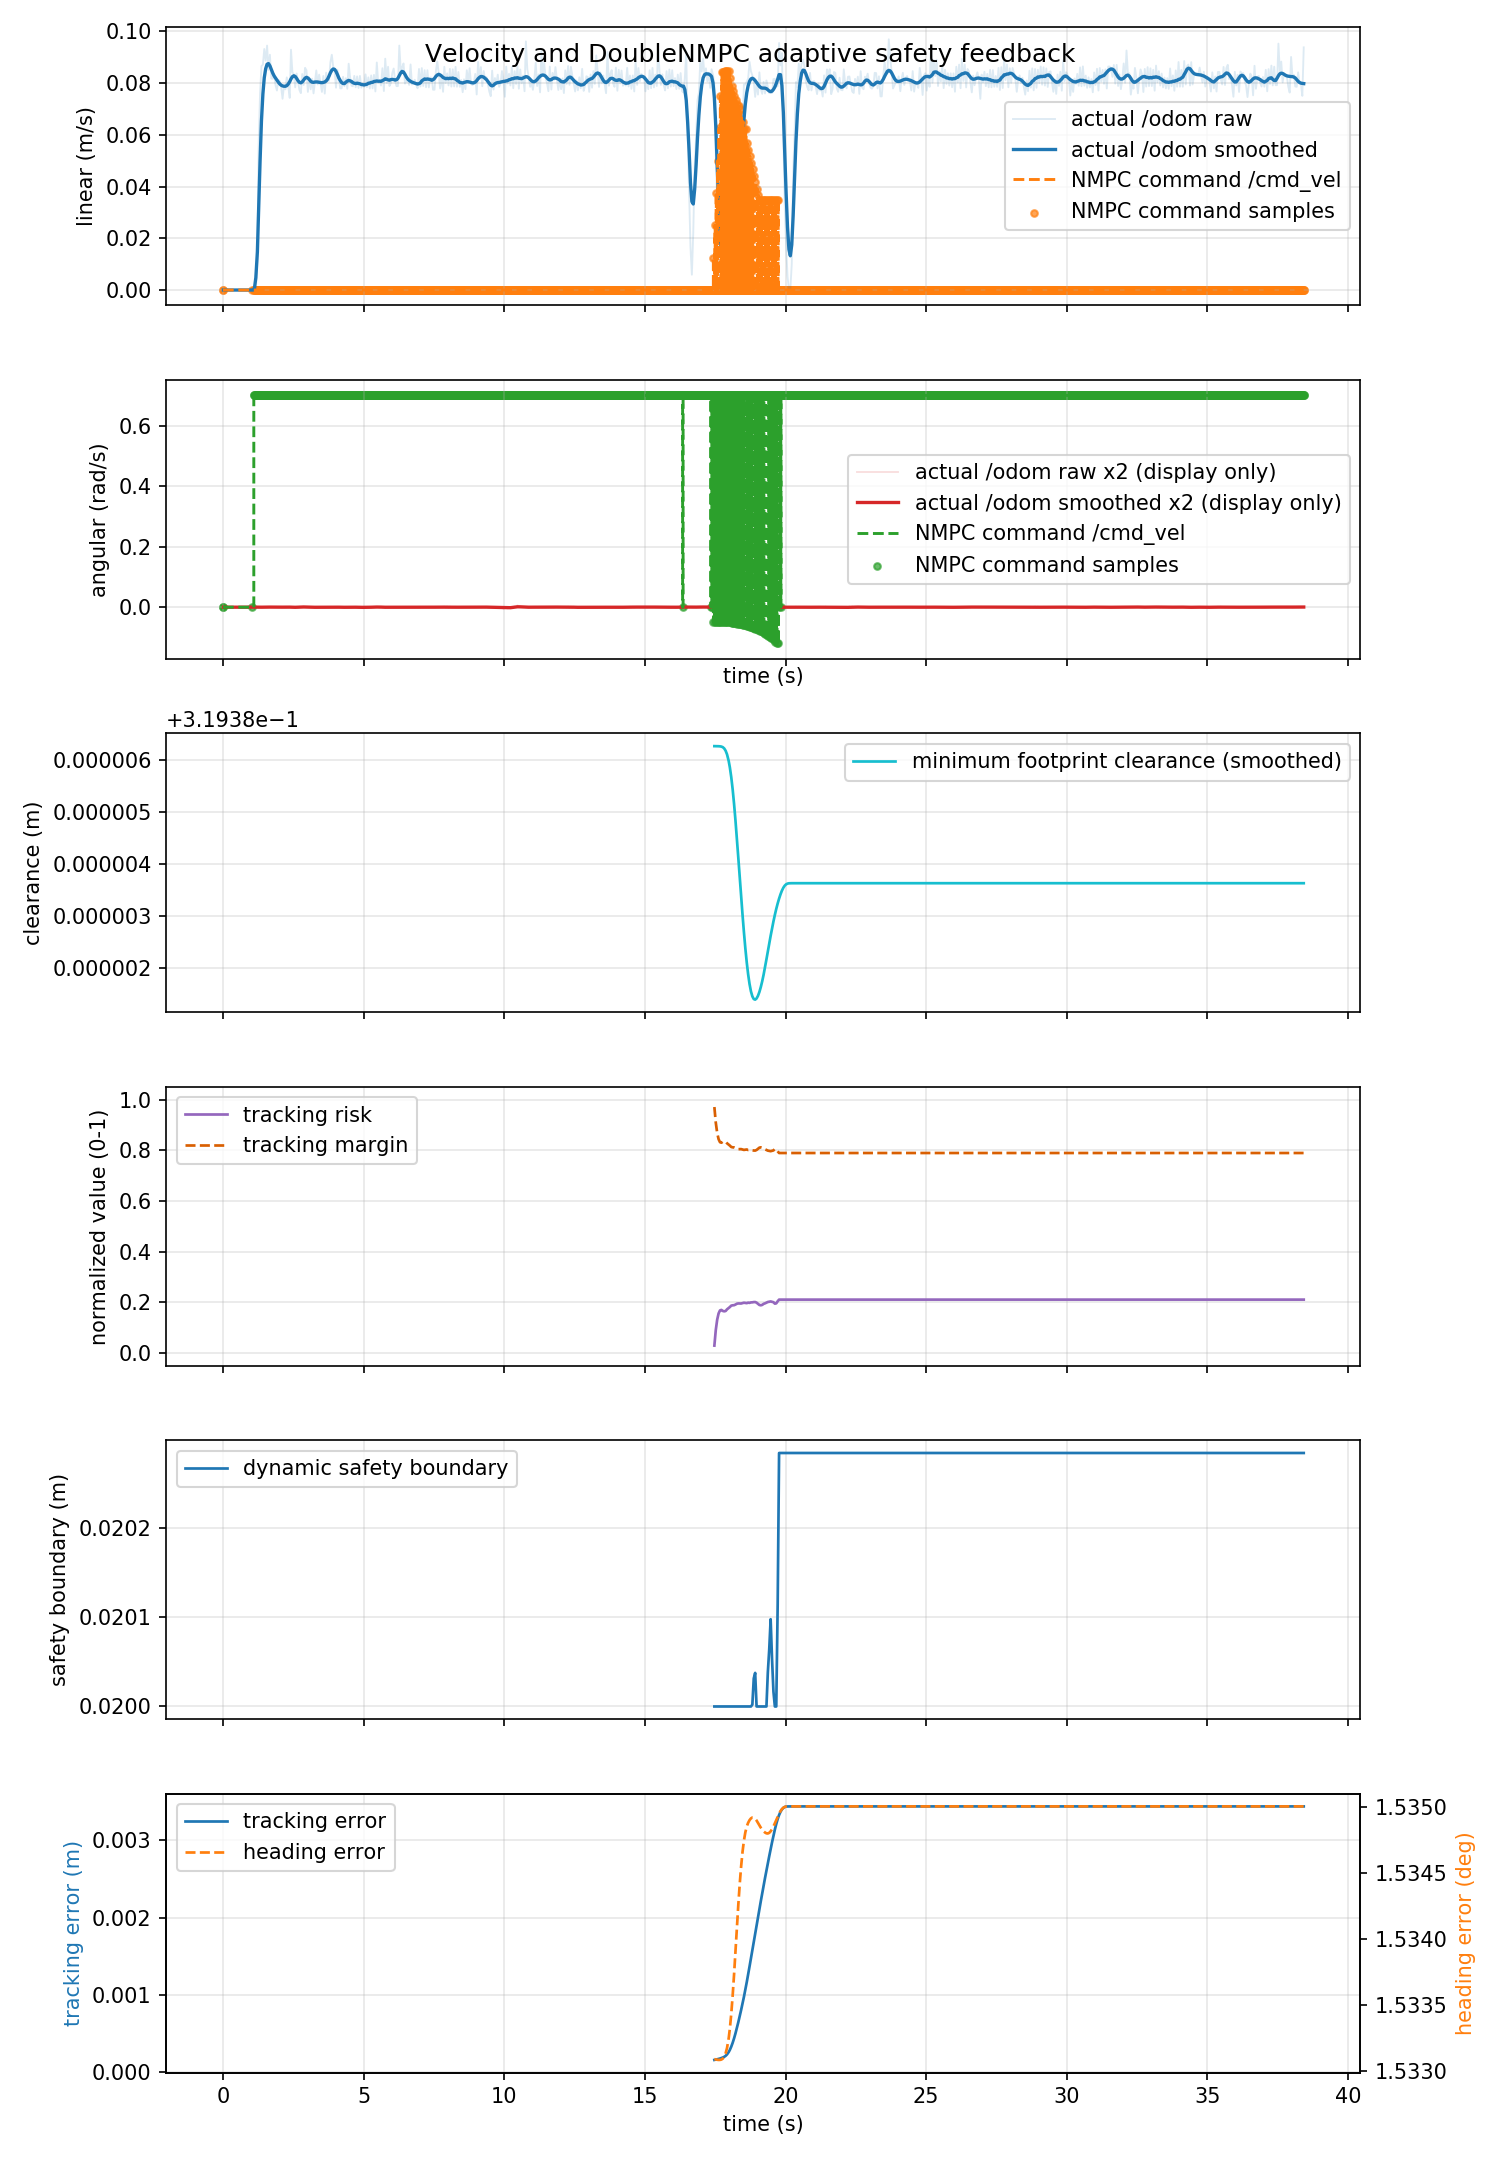 Velocity and DoubleNMPC adaptive safety feedback
0.10
0.08
0.06
0.04
0.02
0.00
linear (m/s)
actual /odom raw
actual /odom smoothed
NMPC command /cmd_vel
NMPC command samples
0.6
0.4
0.2
0.0
angular (rad/s)
actual /odom raw x2 (display only)
actual /odom smoothed x2 (display only)
NMPC command /cmd_vel
NMPC command samples
time (s)
+3.1938e−1
0.000006
0.000005
0.000004
0.000003
0.000002
clearance (m)
minimum footprint clearance (smoothed)
1.0
0.8
0.6
0.4
0.2
0.0
normalized value (0-1)
tracking risk
tracking margin
0.0202
0.0201
0.0200
safety boundary (m)
dynamic safety boundary
0.003
0.002
0.001
0.000
tracking error (m)
tracking error
heading error
1.5350
1.5345
1.5340
1.5335
1.5330
heading error (deg)
0 5 10 15 20 25 30 35 40
time (s)